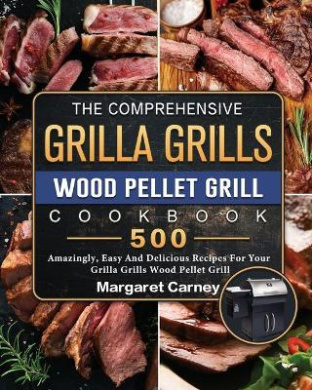 THE COMPREHENSIVE
GRILLA GRILLS
WOOD PELLET GRILL
COOKBOOK
500
Amazingly, Easy And Delicious Recipes For Your
Grilla Grills Wood Pellet Grill
Margaret Carney